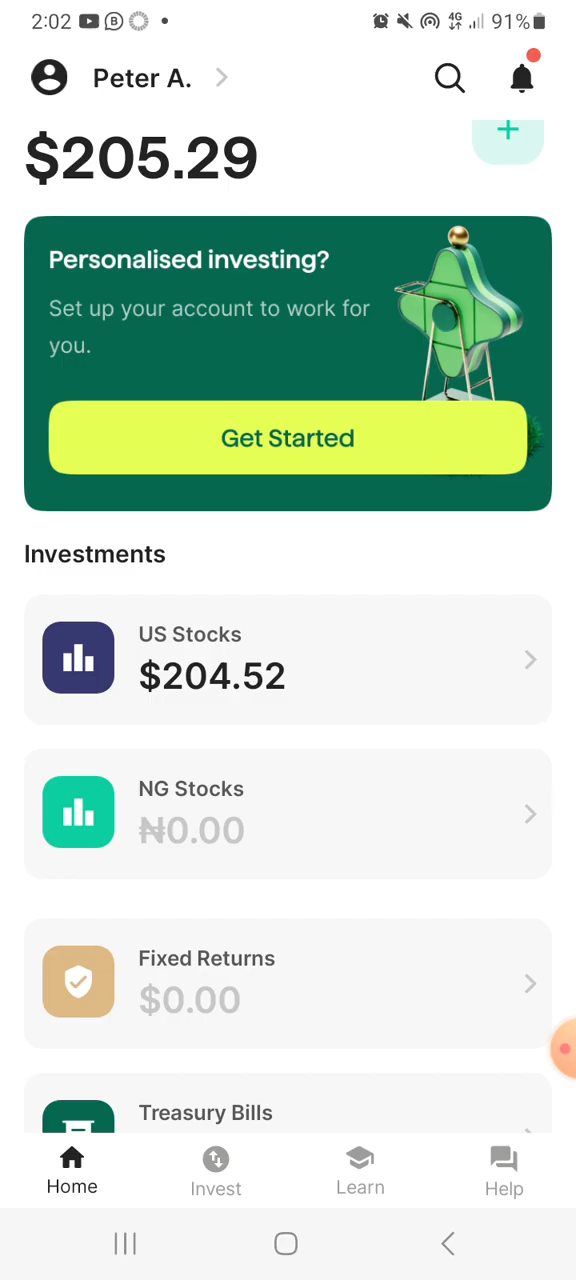 2:02
4G
91%
Peter A.
$205.29
Personalised investing?
Set up your account to work for
you.
Get Started
Investments
US Stocks
$204.52
NG Stocks
₦0.00
Fixed Returns
$0.00
Treasury Bills
Home
Invest
Learn
Help